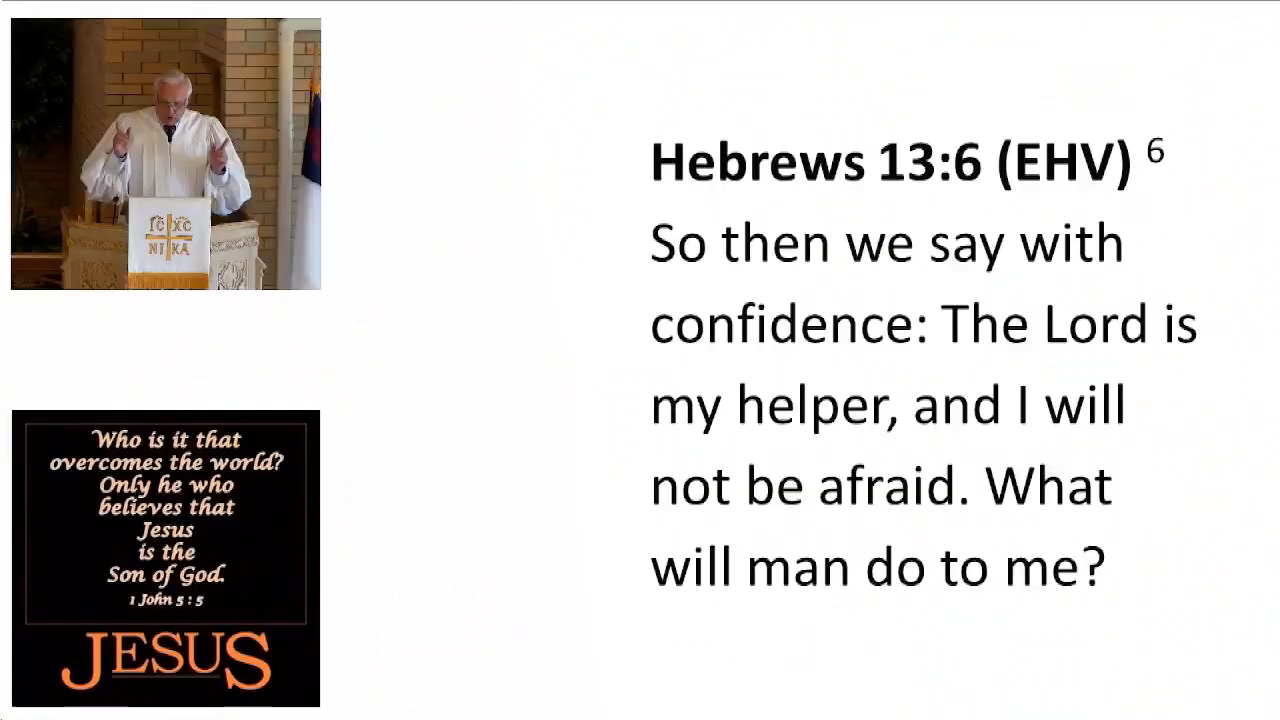 IC XC
NI KA
Who is it that
overcomes the world?
Only he who
believes that
Jesus
is the
Son of God.
1 John 5 : 5
JESUS
Hebrews 13:6 (EHV) 6
So then we say with
confidence: The Lord is
my helper, and I will
not be afraid. What
will man do to me?